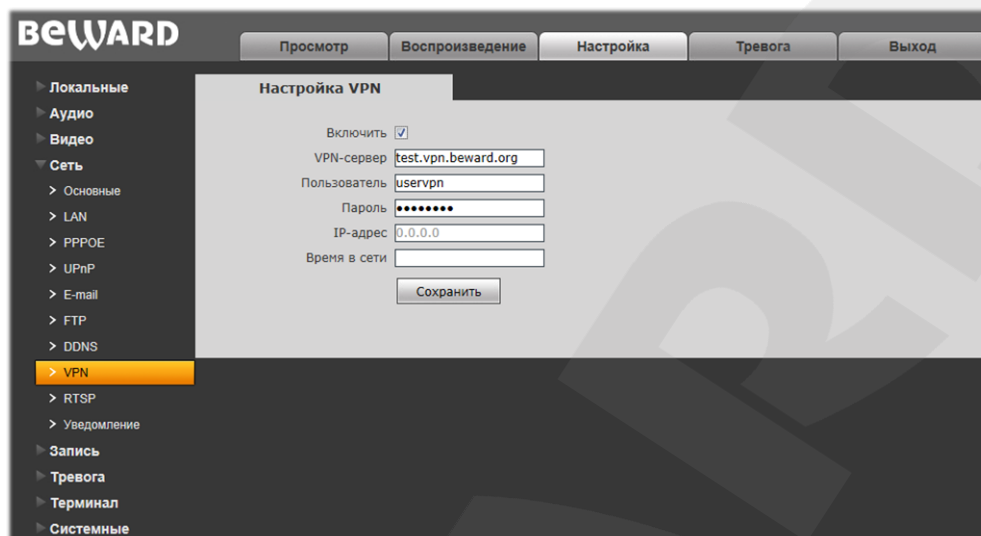 BEWARD
Просмотр Воспроизведение Настройка Тревога Выход
Локальные
Аудио
Видео
Сеть
Основные
LAN
PPPOE
UPnP
E-mail
FTP
DDNS
VPN
RTSP
Уведомление
Запись
Тревога
Терминал
Системные
Настройка VPN
Включить
VPN-сервер test.vpn.beward.org
Пользователь uservpn
Пароль ••••••••
IP-адрес 0.0.0.0
Время в сети
Сохранить